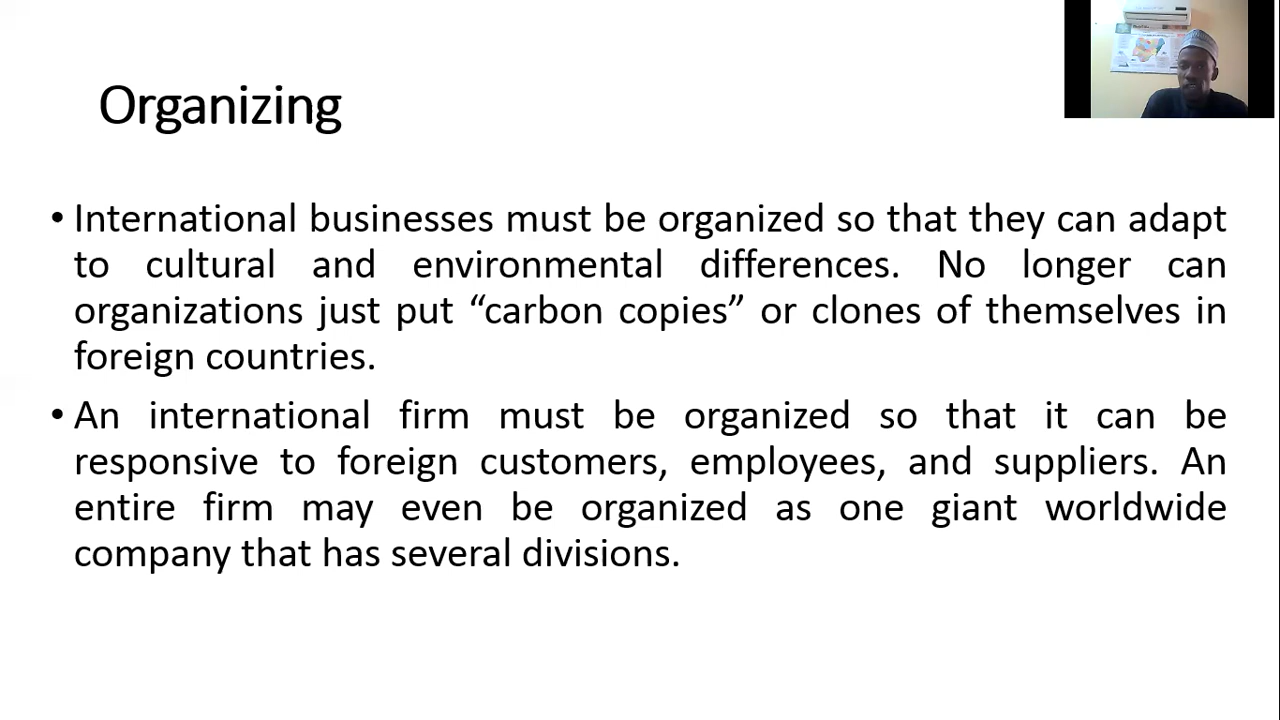 Organizing
• International businesses must be organized so that they can adapt
to cultural and environmental differences. No longer can
organizations just put “carbon copies” or clones of themselves in
foreign countries.
• An international firm must be organized so that it can be
responsive to foreign customers, employees, and suppliers. An
entire firm may even be organized as one giant worldwide
company that has several divisions.